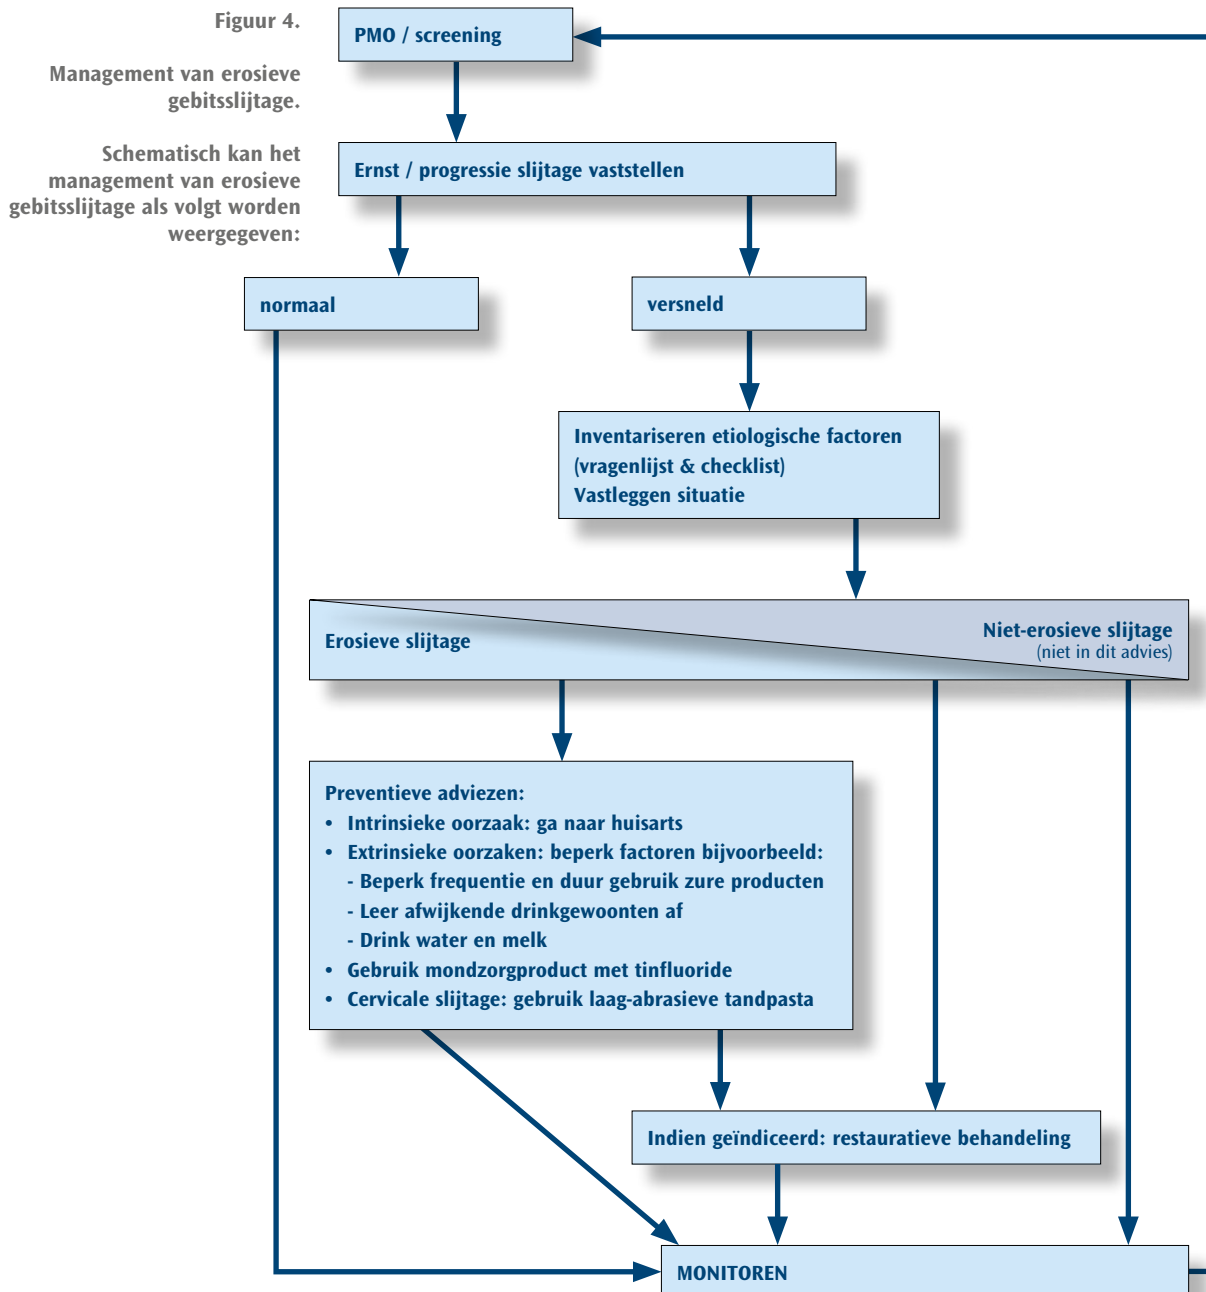 Figuur 4.
Management van erosieve
gebitsslijtage.
Schematisch kan het
management van erosieve
gebitsslijtage als volgt worden
weergegeven:
PMO / screening
Ernst / progressie slijtage vaststellen
normaal
versneld
Inventariseren etiologische factoren
(vragenlijst & checklist)
Vastleggen situatie
Erosieve slijtage
Niet-erosieve slijtage
(niet in dit advies)
Preventieve adviezen:
• Intrinsieke oorzaak: ga naar huisarts
• Extrinsieke oorzaken: beperk factoren bijvoorbeeld:
- Beperk frequentie en duur gebruik zure producten
- Leer afwijkende drinkgewoonten af
- Drink water en melk
• Gebruik mondzorgproduct met tinfluoride
• Cervicale slijtage: gebruik laag-abrasieve tandpasta
Indien geïndiceerd: restauratieve behandeling
MONITOREN